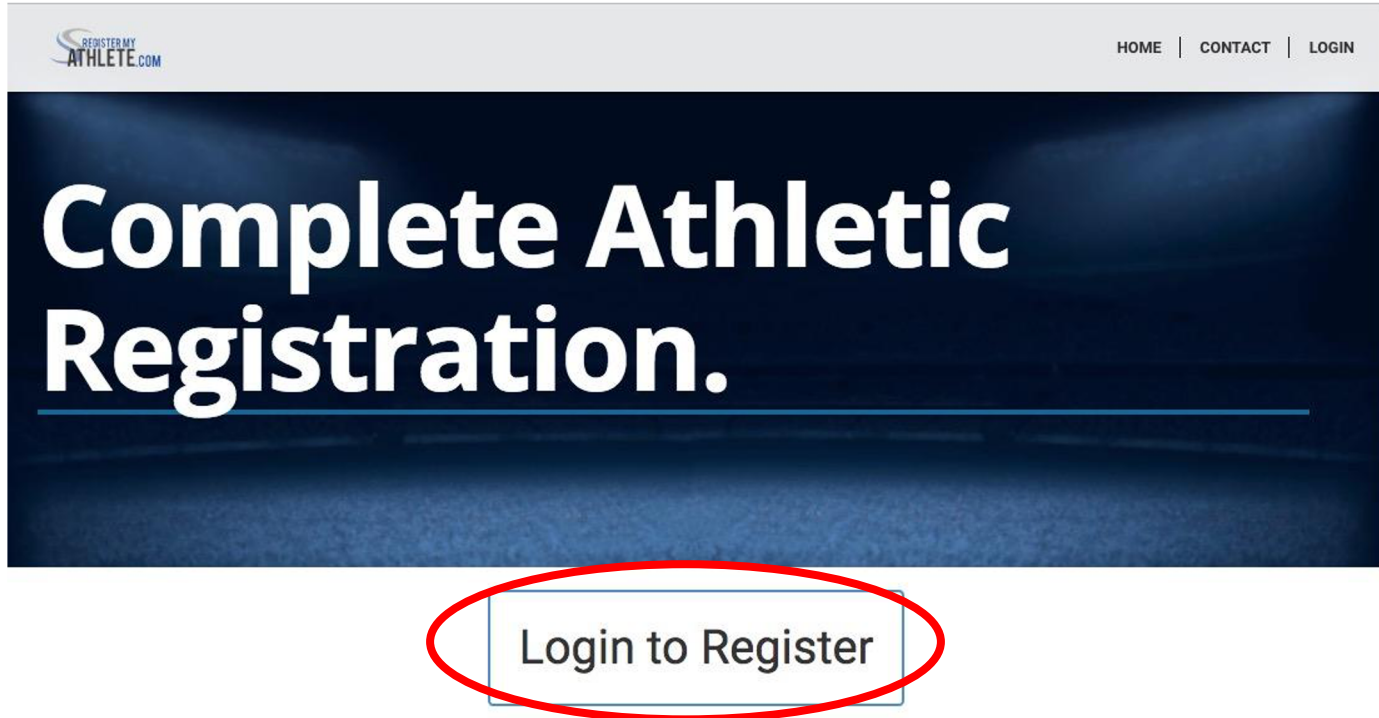 REGISTER MY
ATHLETE.COM
HOME | CONTACT | LOGIN
Complete Athletic
Registration.
Login to Register